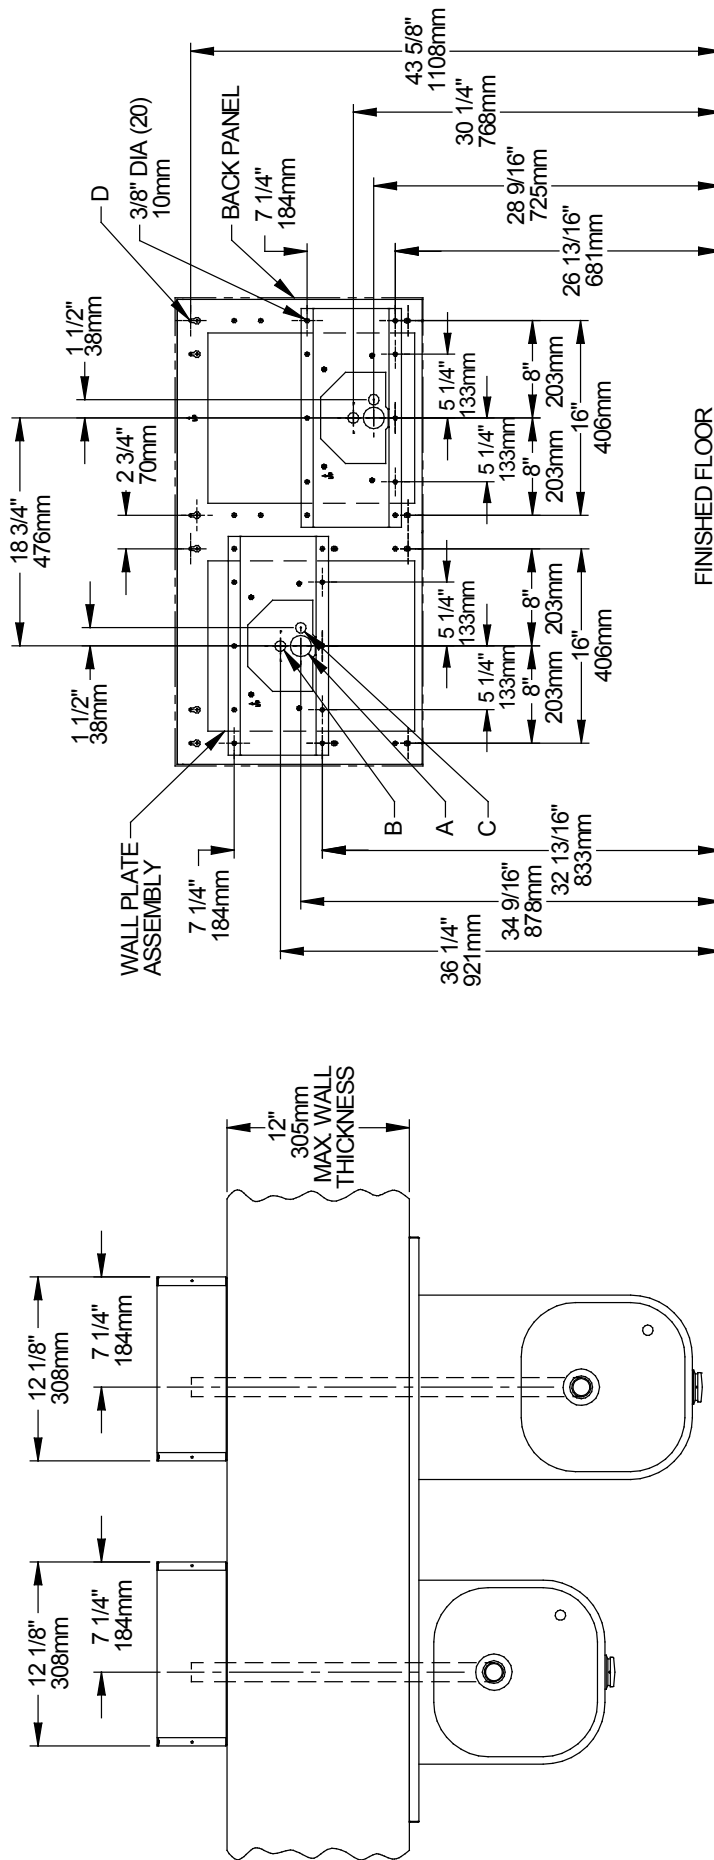 43 5/8"
1108mm
30 1/4"
768mm
28 9/16"
725mm
26 13/16"
681mm
D
3/8" DIA (20)
10mm
BACK PANEL
7 1/4"
184mm
1 1/2"
38mm
2 3/4"
70mm
18 3/4"
476mm
1 1/2"
38mm
5 1/4"
133mm
5 1/4"
133mm
8"
203mm
8"
203mm
16"
406mm
5 1/4"
133mm
5 1/4"
133mm
8"
203mm
8"
203mm
16"
406mm
FINISHED FLOOR
WALL PLATE
ASSEMBLY
7 1/4"
184mm
B
A
C
36 1/4"
921mm
34 9/16"
878mm
32 13/16"
833mm
12"
305mm
MAX. WALL
THICKNESS
12 1/8"
308mm
7 1/4"
184mm
12 1/8"
308mm
7 1/4"
184mm